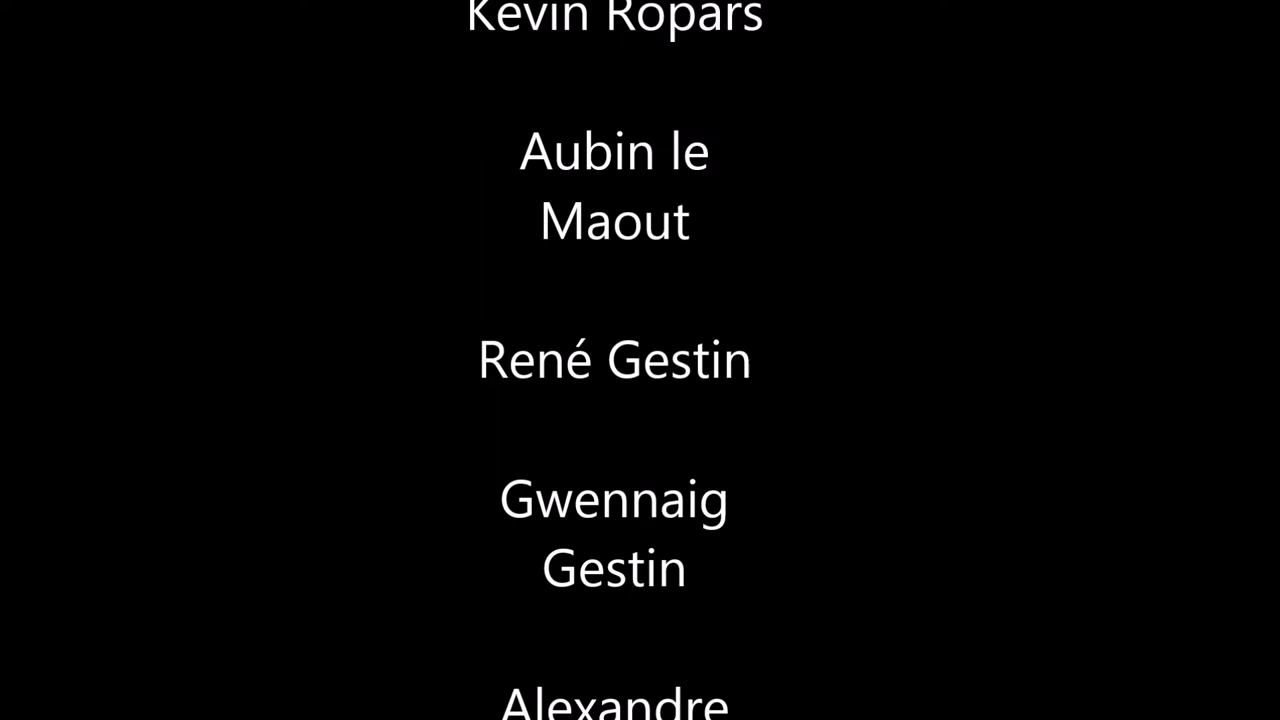 Kevin Ropars
Aubin le
Maout
René Gestin
Gwennaig
Gestin
Alexandre